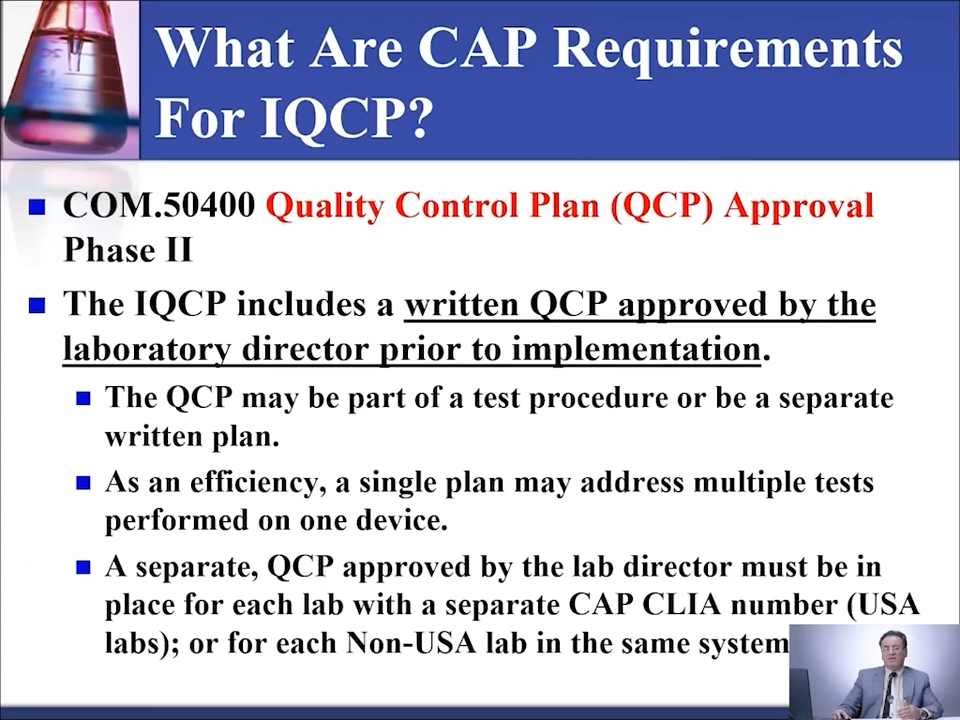 What Are CAP Requirements
For IQCP?
COM.50400 Quality Control Plan (QCP) Approval
Phase II
The IQCP includes a written QCP approved by the
laboratory director prior to implementation.
The QCP may be part of a test procedure or be a separate
written plan.
As an efficiency, a single plan may address multiple tests
performed on one device.
A separate, QCP approved by the lab director must be in
place for each lab with a separate CAP CLIA number (USA
labs); or for each Non-USA lab in the same system